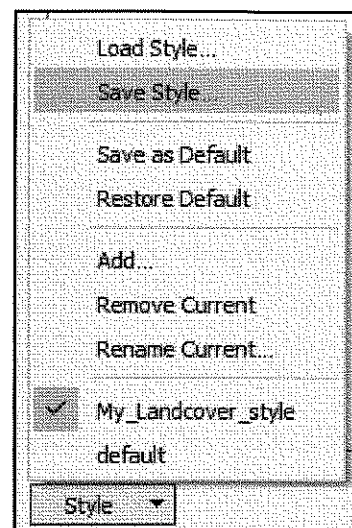 Load Style...
Save Style...
Save as Default
Restore Default
Add...
Remove Current
Rename Current...
My_Landcover_style
default
Style